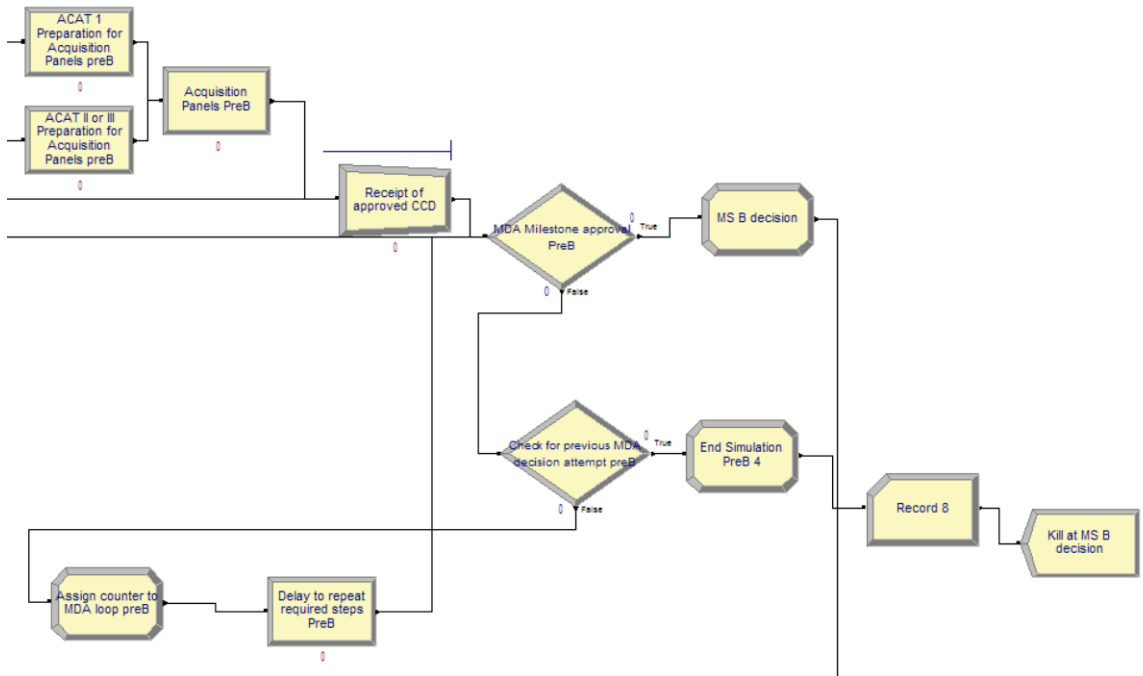 ACAT 1
Preparation for
Acquisition
Panels preB
0
Acquisition
Panels PreB
0
ACAT II or III
Preparation for
Acquisition
Panels preB
0
Receipt of
approved CCD
0
MDA Milestone approval
PreB
0
True
0
False
MS B decision
Check for previous MDA
decision attempt preB
0
True
0
False
End Simulation
PreB 4
Record 8
Kill at MS B
decision
Assign counter to
MDA loop preB
Delay to repeat
required steps
PreB
0